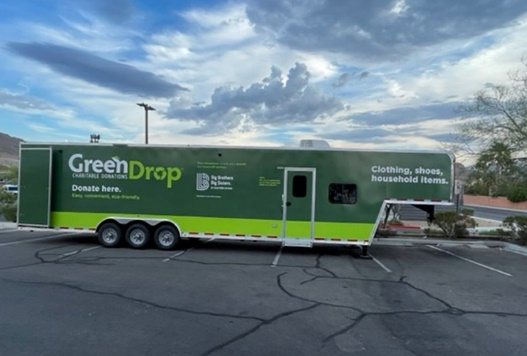 GreenDrop
CHARITABLE DONATIONS
Donate here.
Easy, convenient, eco-friendly.
Big Brothers
Big Sisters.
Clothing, shoes,
household items.